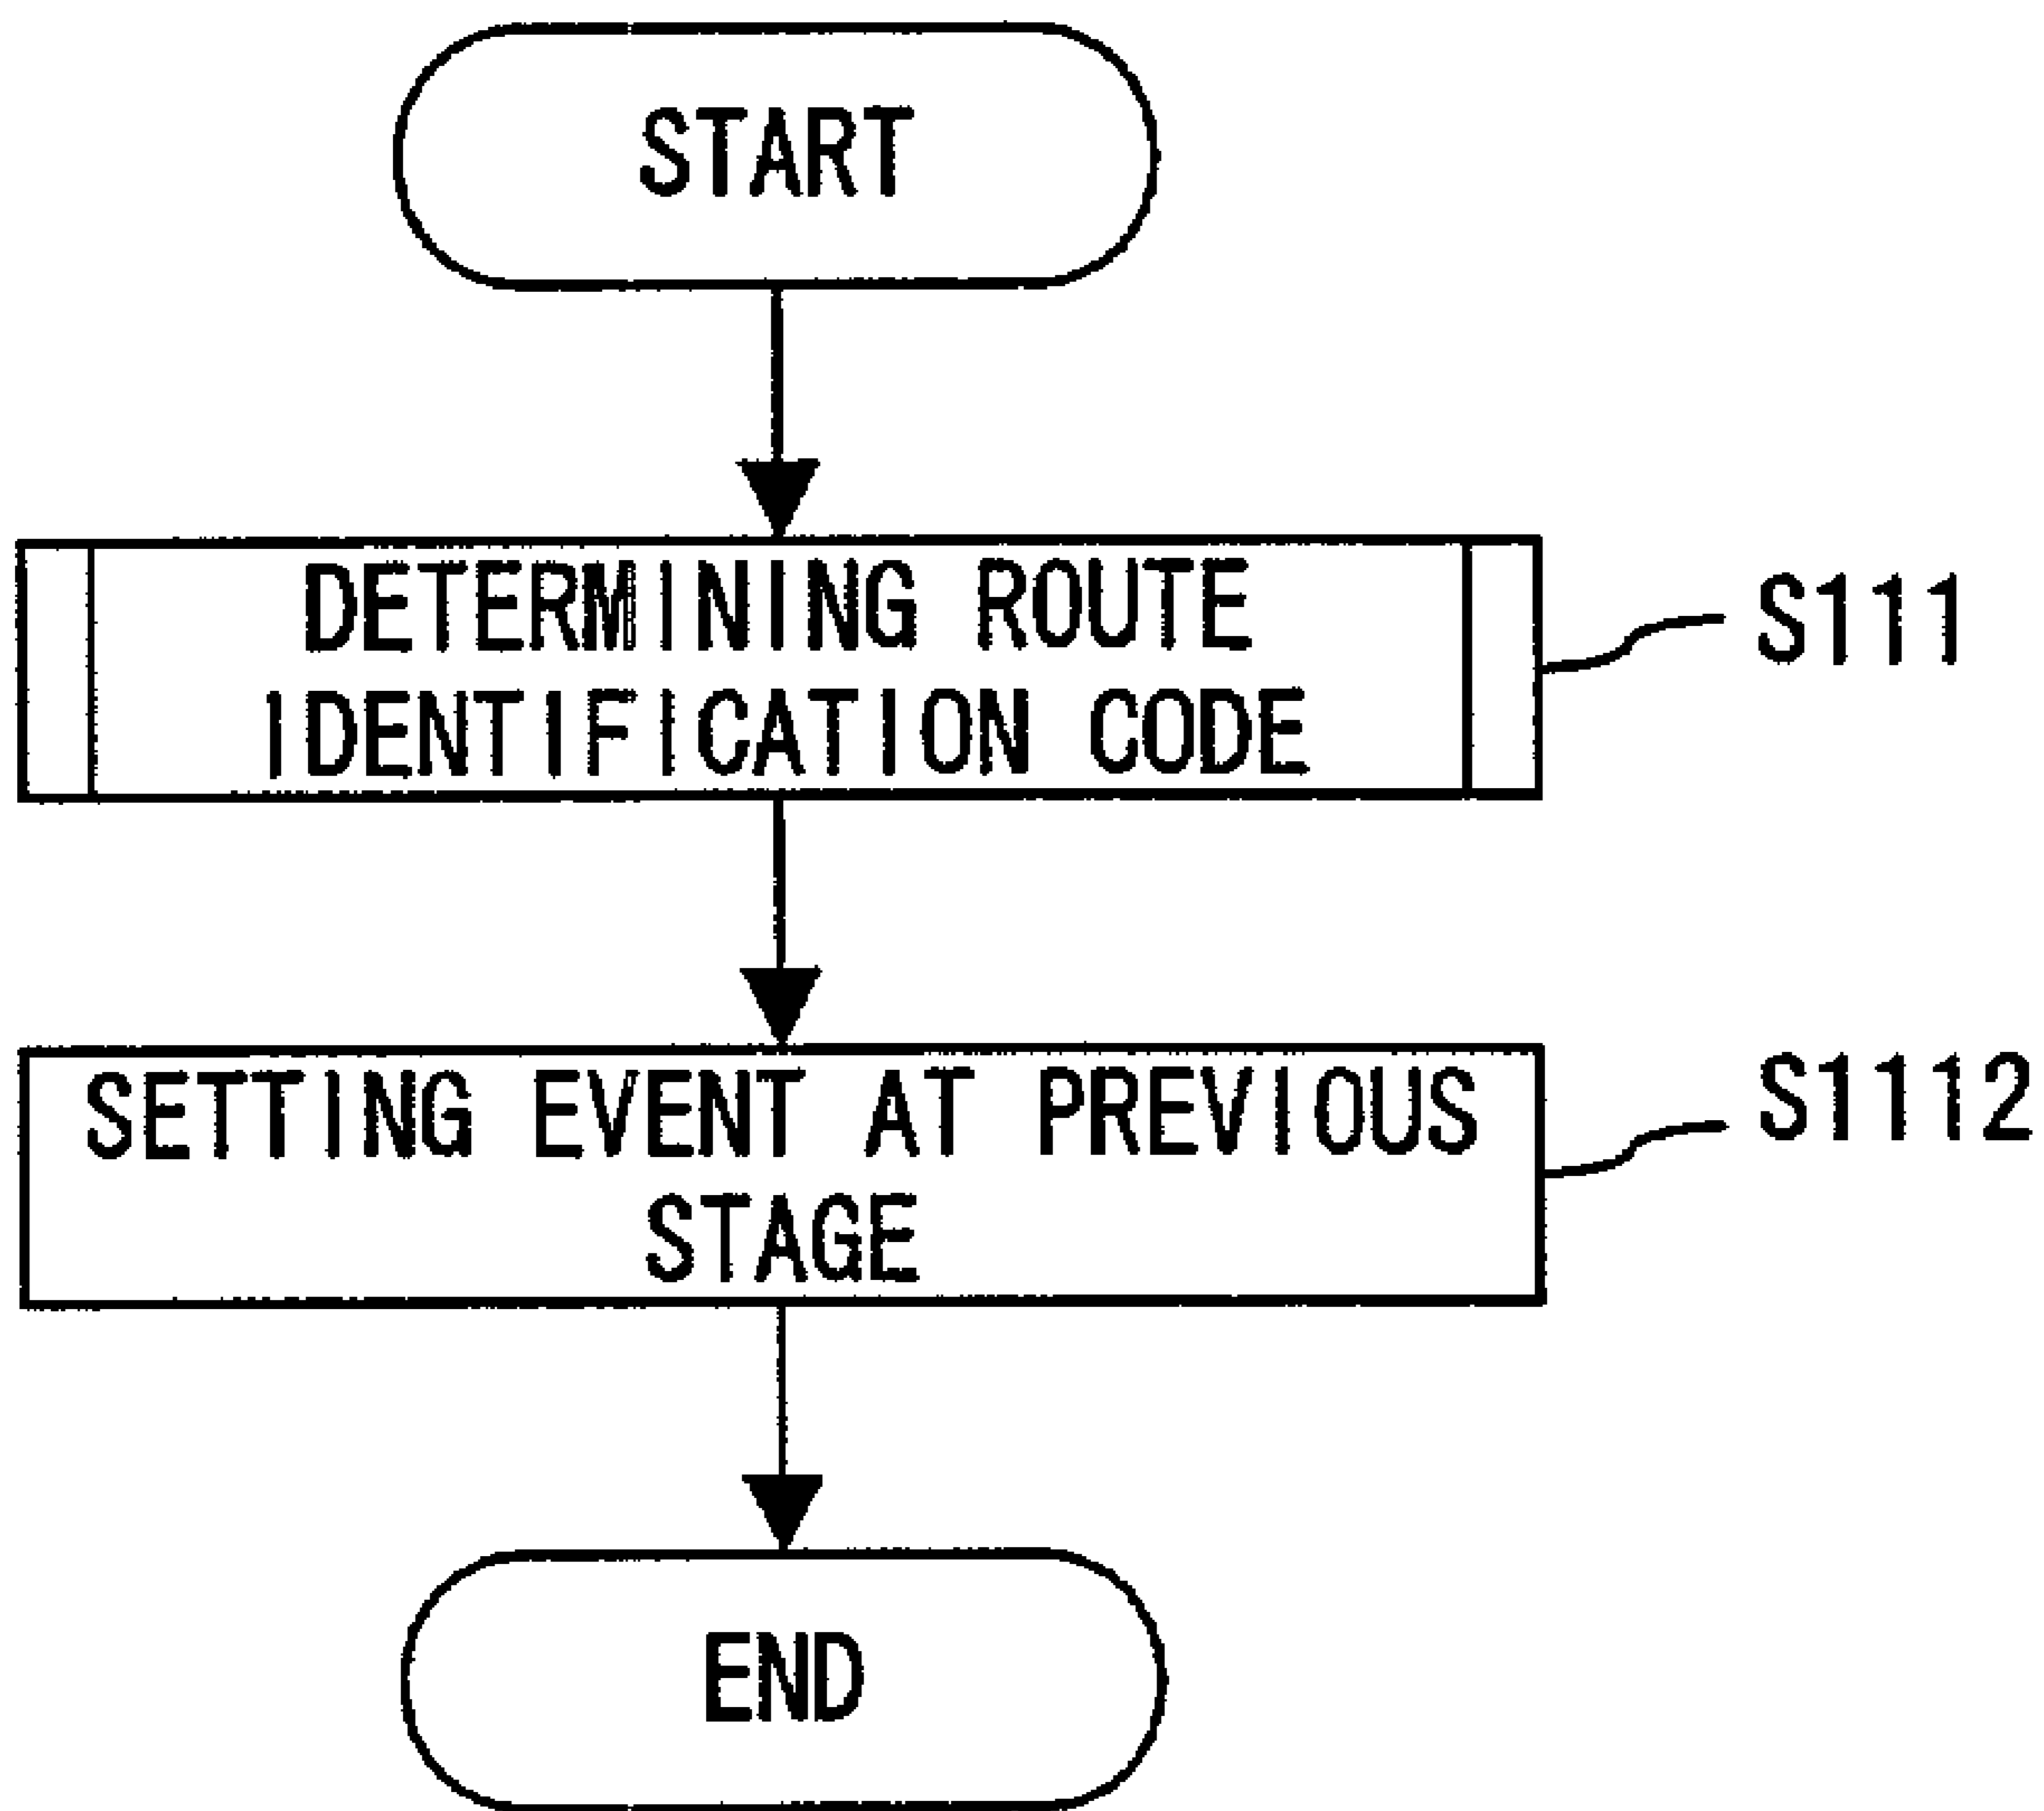 START
DETERMINING ROUTE
IDENTIFICATION CODE
S111
SETTING EVENT AT PREVIOUS
STAGE
S1112
END